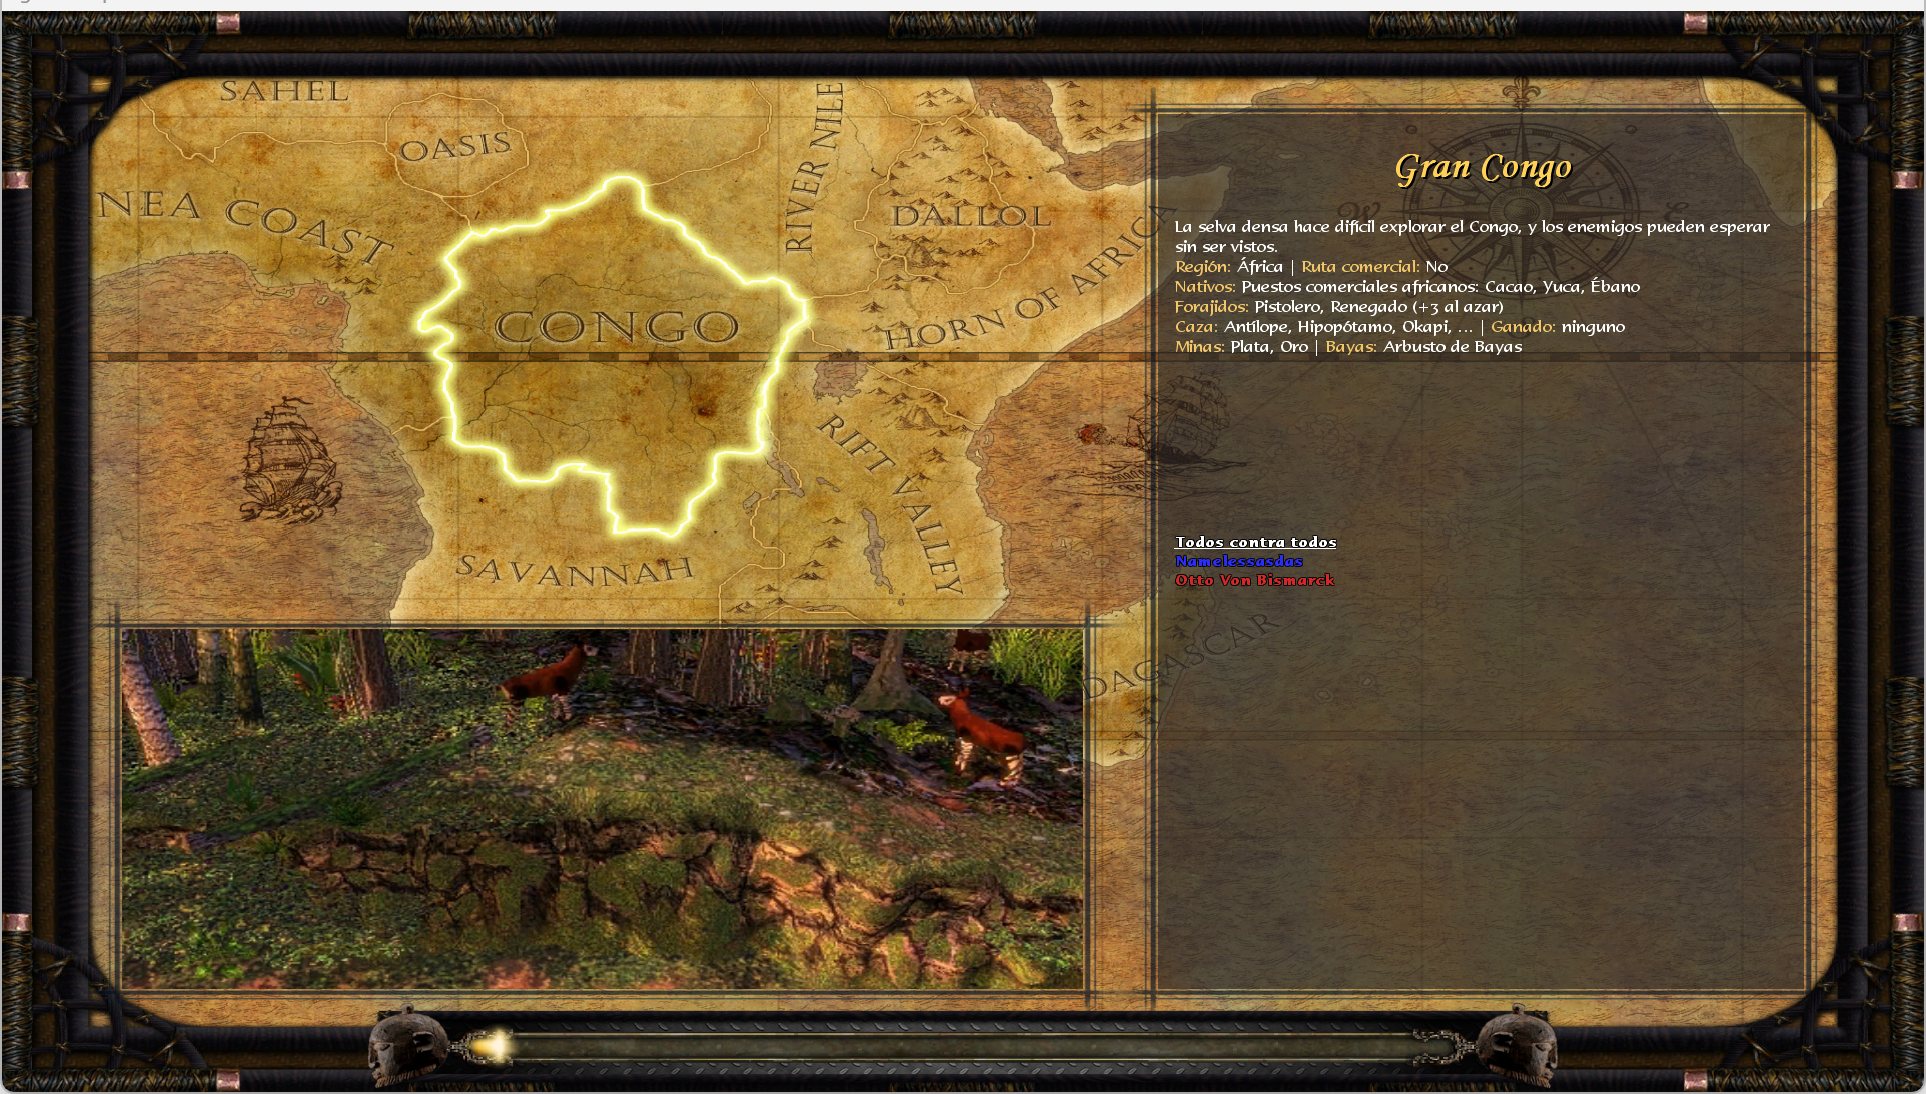 SAHEL
OASIS
RIVER NILE
NEA COAST
DALLOL
HORN OF AFRICA
CONGO
RIFT VALLEY
SAVANNAH
DAGASCAR
W
E
Gran Congo
La selva densa hace difícil explorar el Congo, y los enemigos pueden esperar
sin ser vistos.
Región: África | Ruta comercial: No
Nativos: Puestos comerciales africanos: Cacao, Yuca, Ébano
Forajidos: Pistolero, Renegado (+3 al azar)
Caza: Antílope, Hipopótamo, Okapi, ... | Ganado: ninguno
Minas: Plata, Oro | Bayas: Arbusto de Bayas
Todos contra todos
Namelessasdas
Otto Von Bismarck